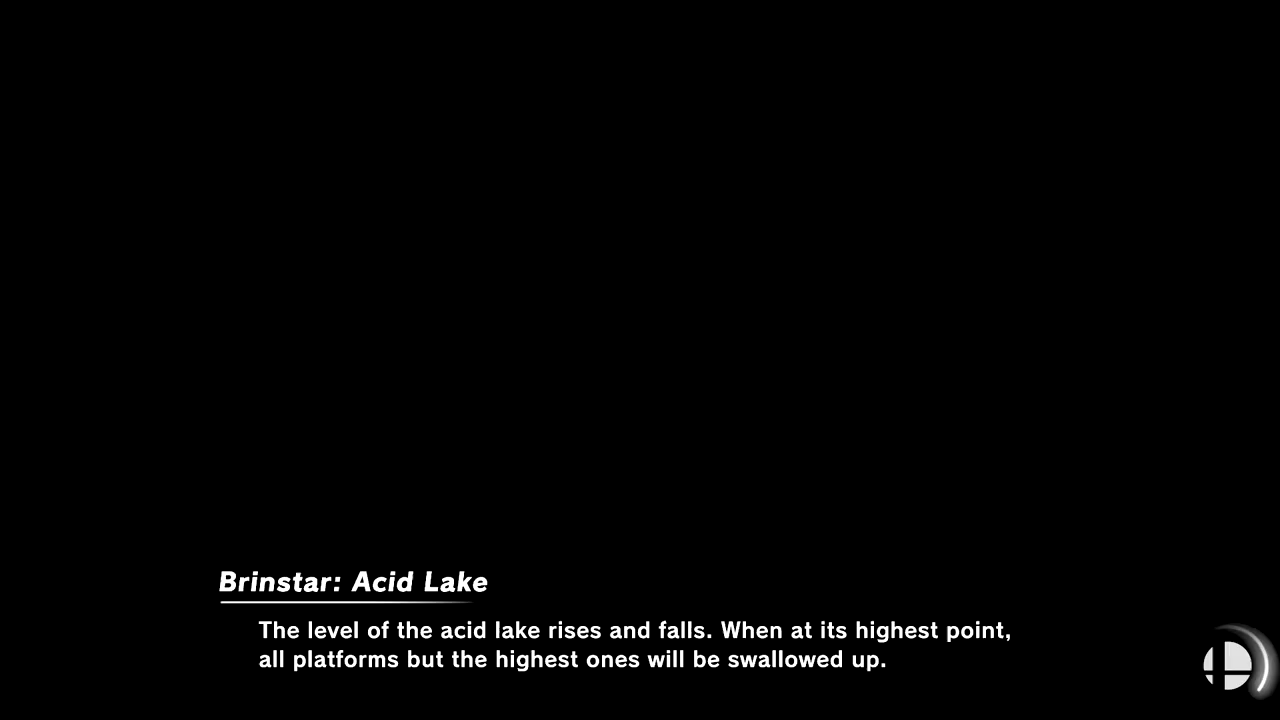 Brinstar: Acid Lake
The level of the acid lake rises and falls. When at its highest point,
all platforms but the highest ones will be swallowed up.